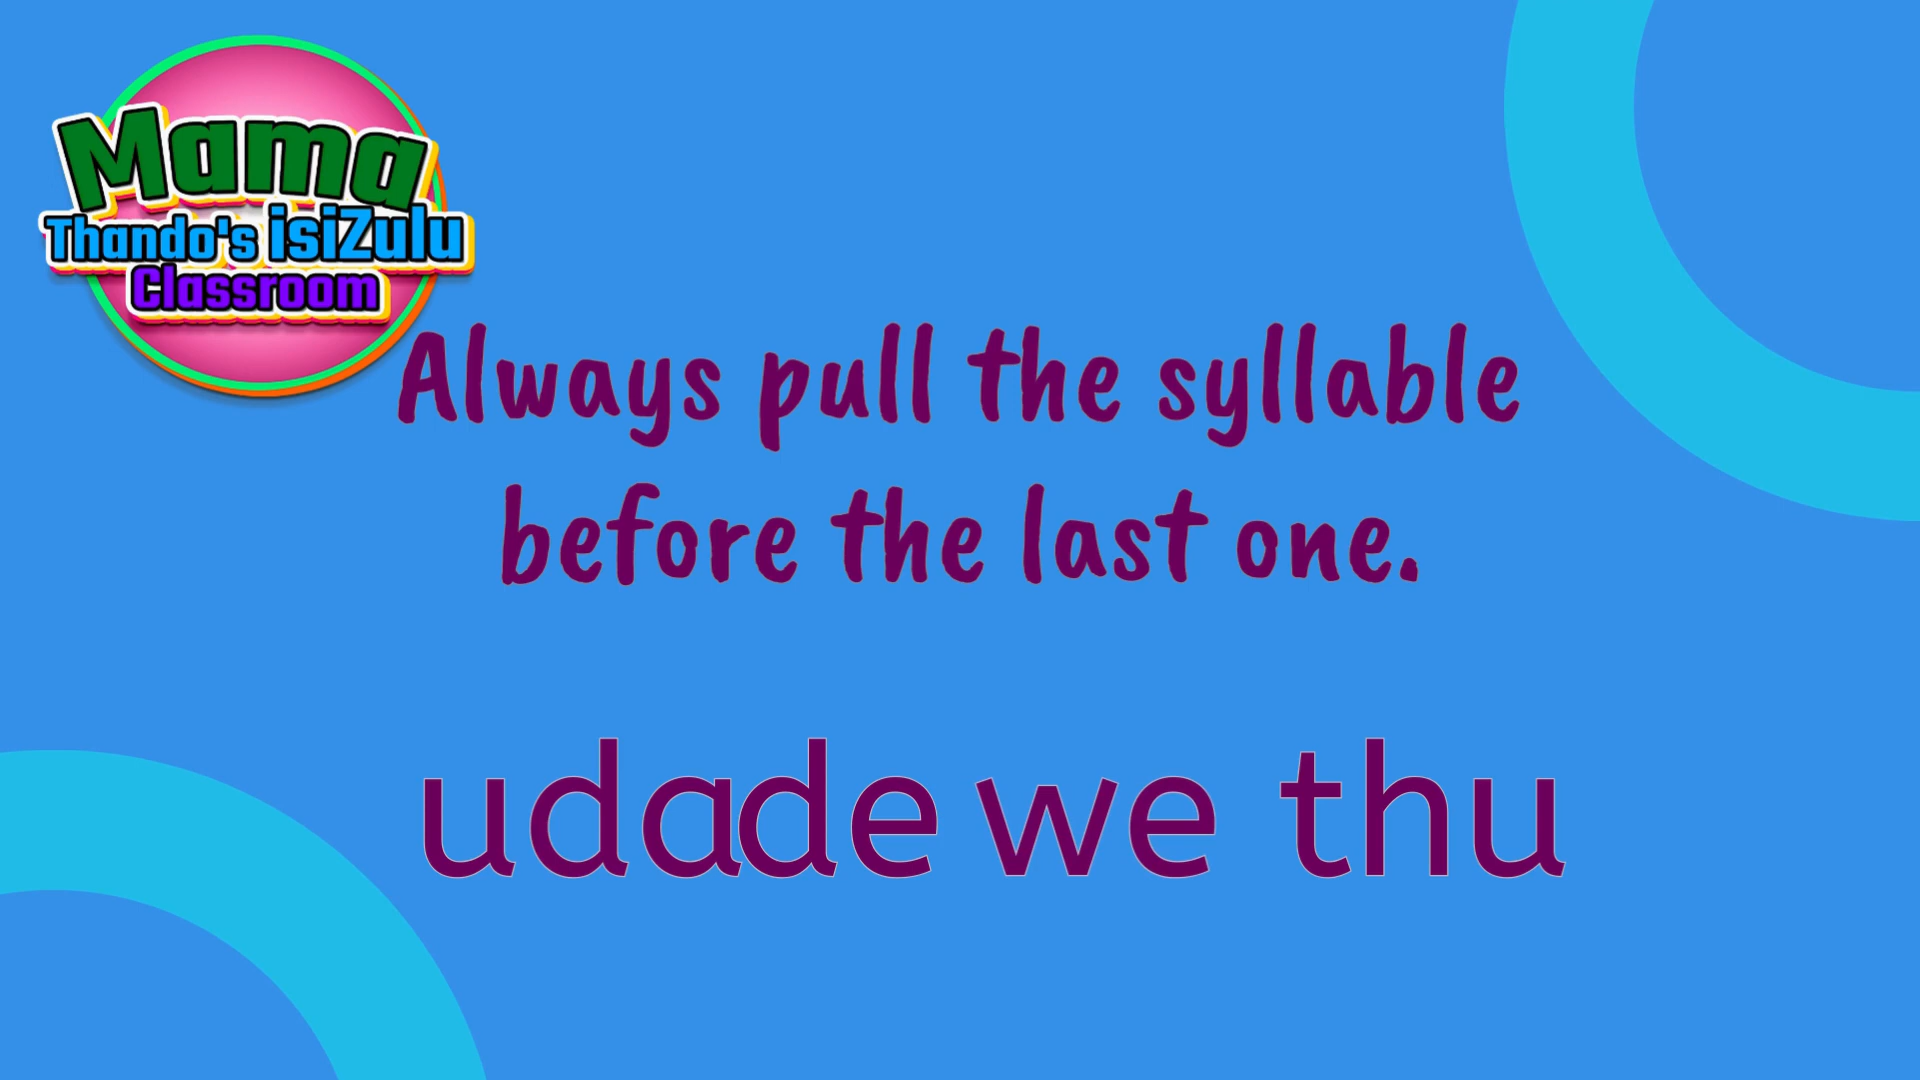 Mama
Thando's isiZulu
Classroom
Always pull the syllable
before the last one.
udade we thu